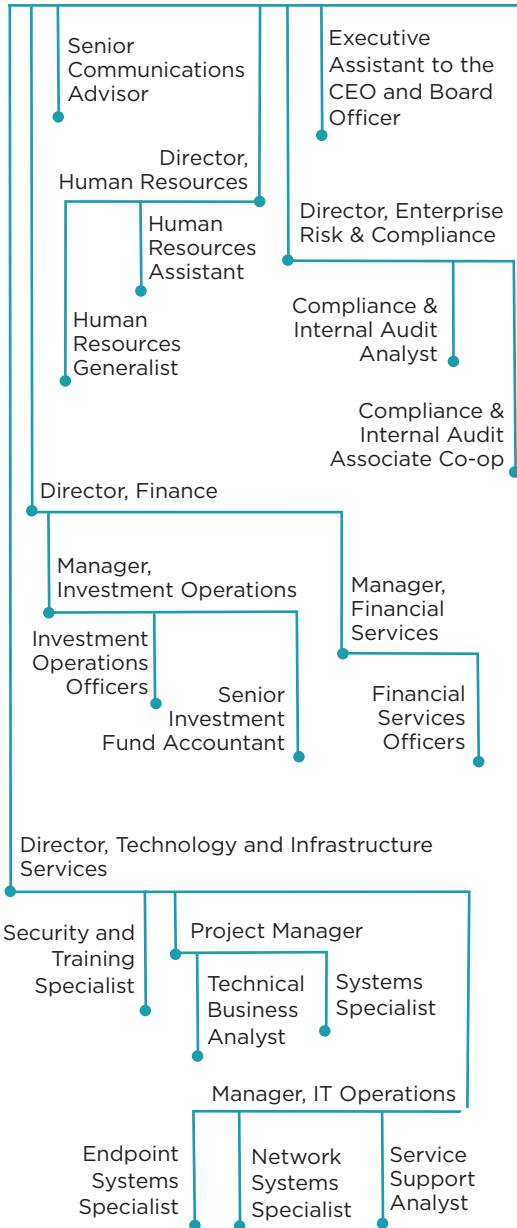 Senior
Communications
Advisor
Executive
Assistant to the
CEO and Board
Officer
Director,
Human Resources
Human
Resources
Assistant
Human
Resources
Generalist
Director, Enterprise
Risk & Compliance
Compliance &
Internal Audit
Analyst
Compliance &
Internal Audit
Associate Co-op
Director, Finance
Manager,
Investment Operations
Investment
Operations
Officers
Senior
Investment
Fund Accountant
Manager,
Financial
Services
Financial
Services
Officers
Director, Technology and Infrastructure
Services
Security and
Training
Specialist
Project Manager
Technical
Business
Analyst
Systems
Specialist
Manager, IT Operations
Endpoint
Systems
Specialist
Network
Systems
Specialist
Service
Support
Analyst